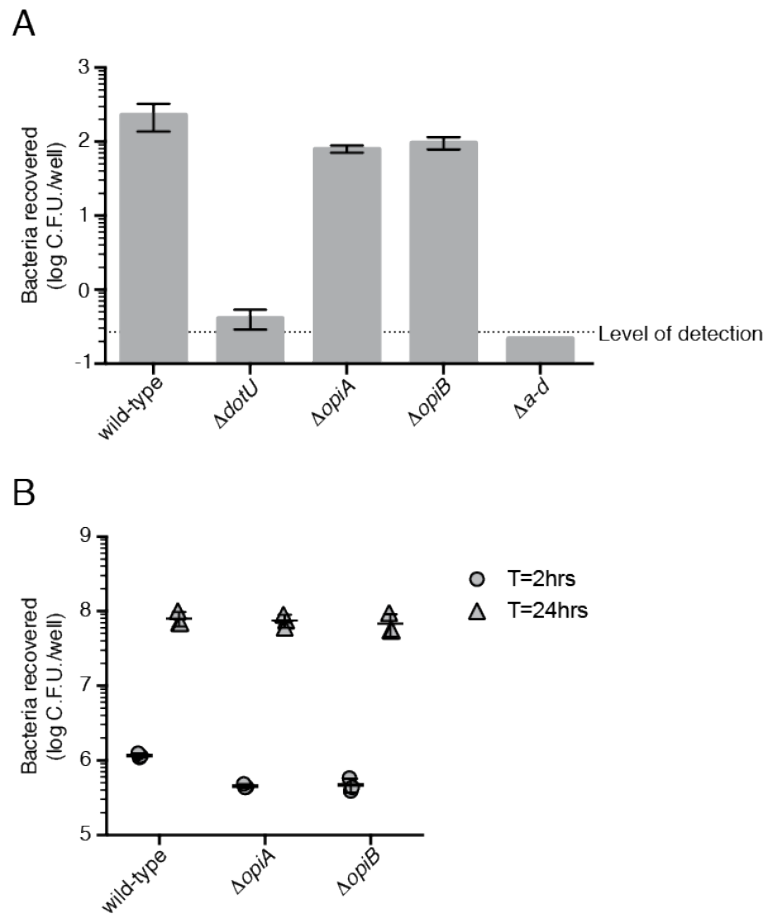 A
3
2
1
0
-1
Bacteria recovered
(log C.F.U./well)
Level of detection
wild-type
ΔdotU
ΔopiA
ΔopiB
Δa-d
B
9
8
7
6
5
Bacteria recovered
(log C.F.U./well)
T=2hrs
T=24hrs
wild-type
ΔopiA
ΔopiB